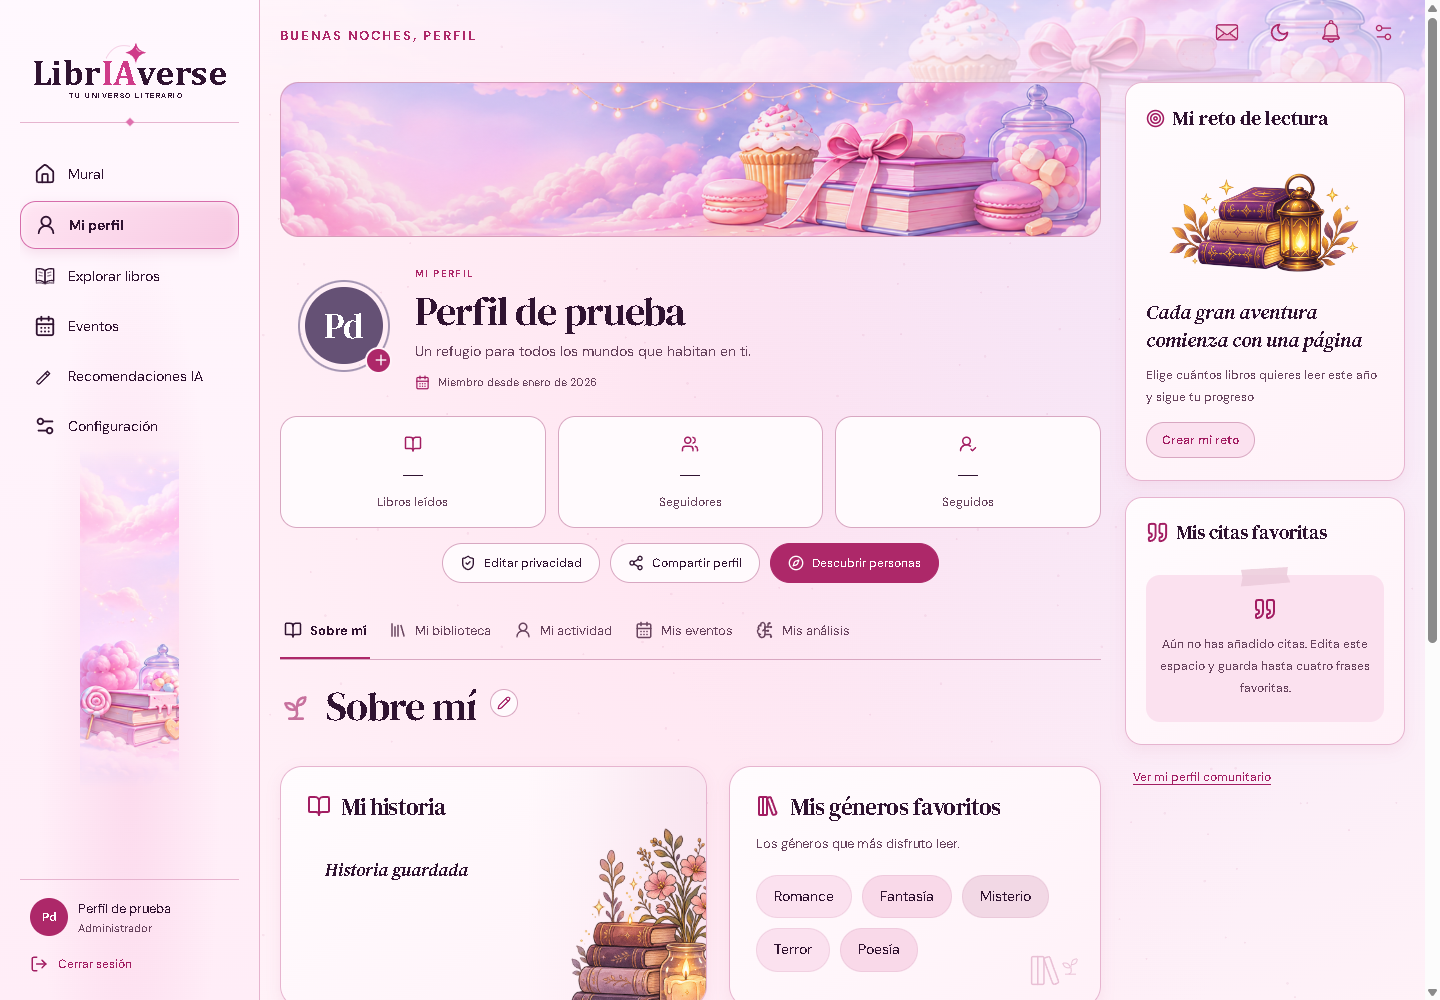 LibrIAverse
TU UNIVERSO LITERARIO
Mural
Mi perfil
Explorar libros
Eventos
Recomendaciones IA
Configuración
Pd
Perfil de prueba
Administrador
Cerrar sesión
BUENAS NOCHES, PERFIL
Pd
MI PERFIL
Perfil de prueba
Un refugio para todos los mundos que habitan en ti.
Miembro desde enero de 2026
—
Libros leídos
—
Seguidores
—
Seguidos
Editar privacidad
Compartir perfil
Descubrir personas
Sobre mí
Mi biblioteca
Mi actividad
Mis eventos
Mis análisis
Sobre mí
Mi historia
Historia guardada
Mis géneros favoritos
Los géneros que más disfruto leer.
Romance
Fantasía
Misterio
Terror
Poesía
Mi reto de lectura
Cada gran aventura
comienza con una página
Elige cuántos libros quieres leer este año
y sigue tu progreso
Crear mi reto
Mis citas favoritas
Aún no has añadido citas. Edita este
espacio y guarda hasta cuatro frases
favoritas.
Ver mi perfil comunitario